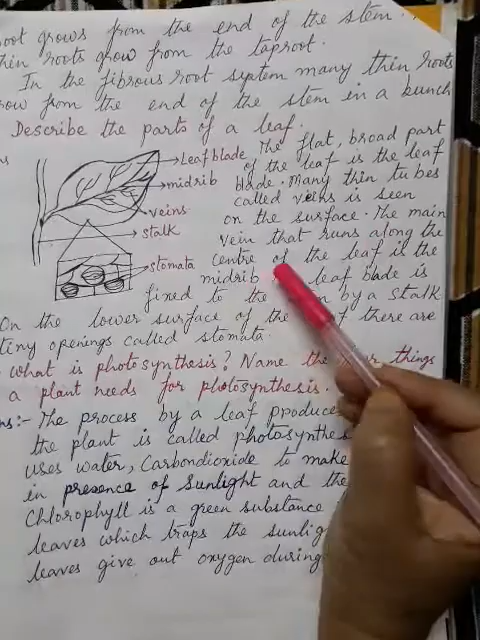 root grows from the end of the stem.
thin roots grow from the taproot.
In the fibrous root system many thin roots
grow from the end of the stem in a bunch
Describe the parts of a leaf.
Leaf blade
midrib
veins
stalk
stomata
The flat, broad part
of the leaf is the leaf
blade. Many thin tubes
called veins is seen
on the surface. The main
vein that runs along the
centre of the leaf is the
midrib leaf blade is
fixed to the by a stalk
On the lower surface of the there are
tiny openings called stomata.
what is photosynthesis? Name the things
a plant needs for photosynthesis.
ns:- The process by a leaf produce
the plant is called photosynthes
uses water, Carbondioxide to make
in presence of Sunlight and the
Chlorophyll is a green substance
leaves which traps the sunlig
leaves give out oxygen during